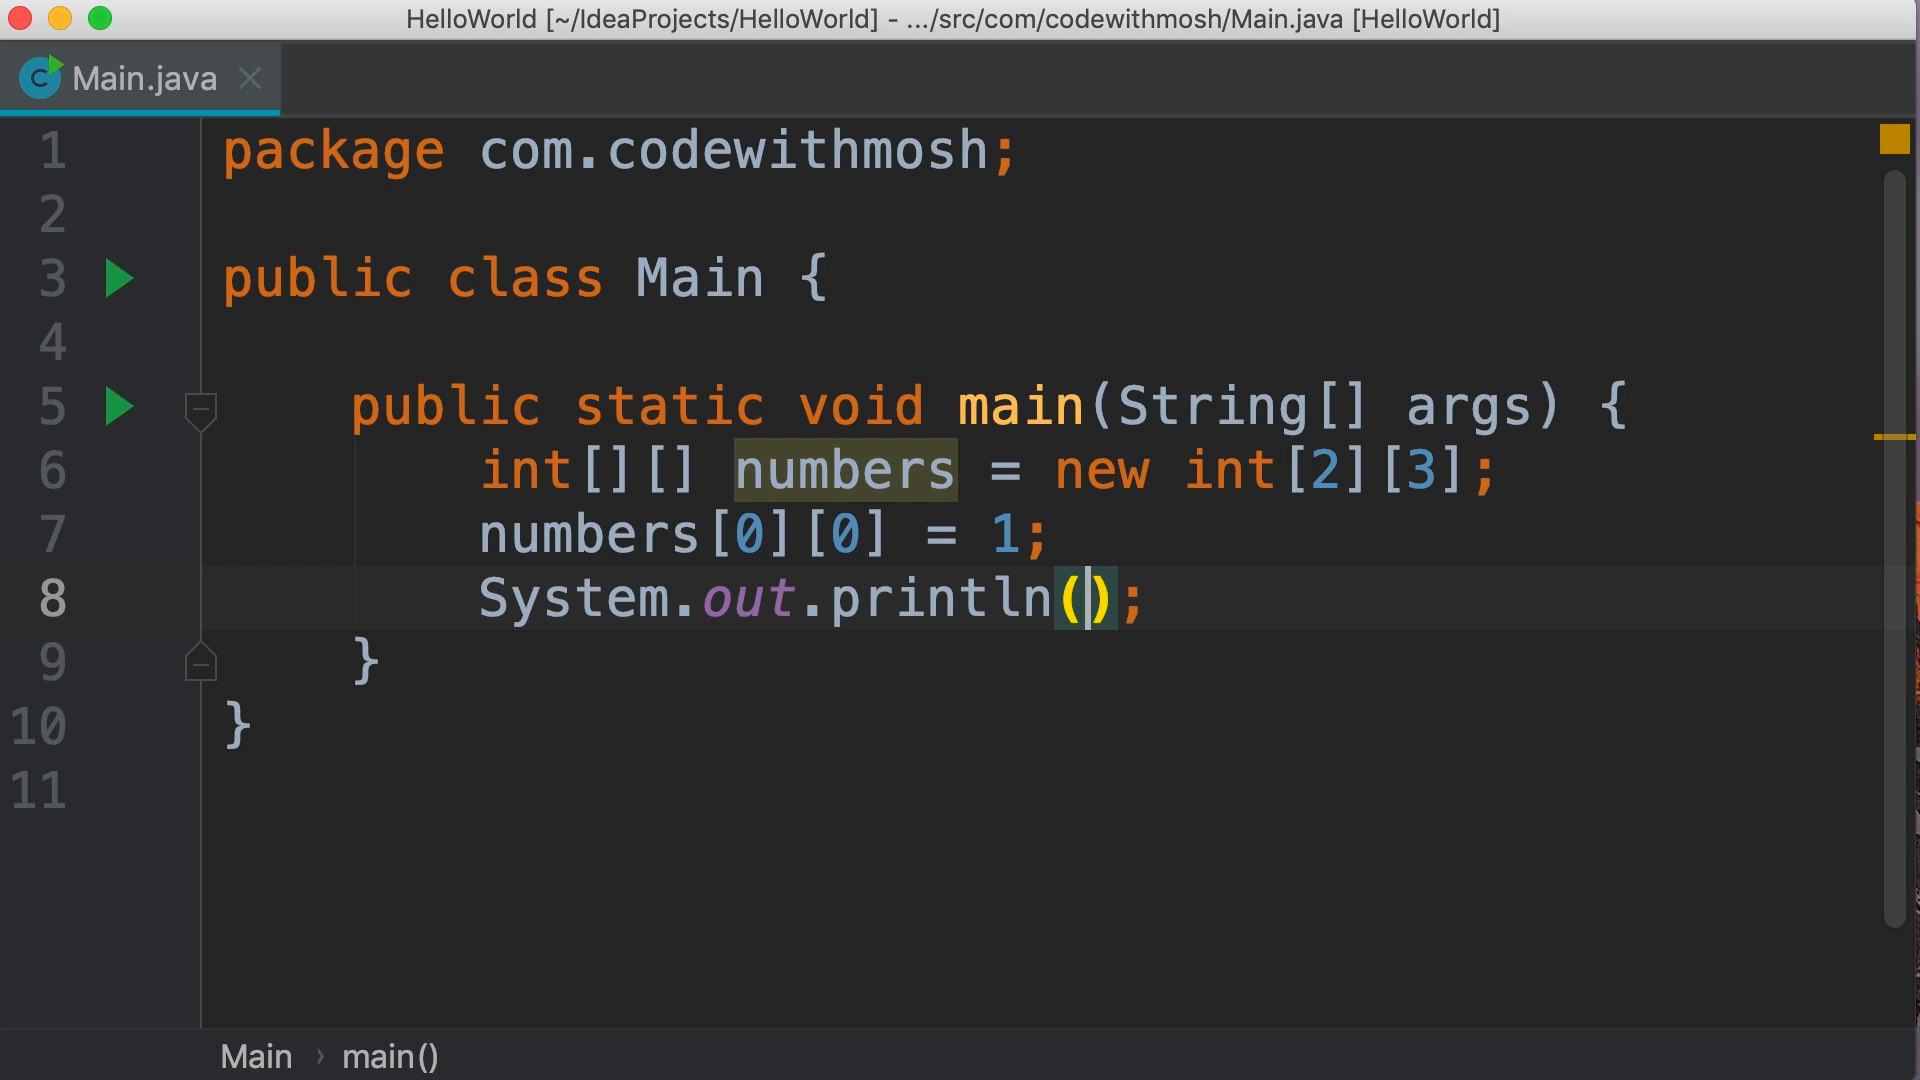 HelloWorld [~/IdeaProjects/HelloWorld] - .../src/com/codewithmosh/Main.java [HelloWorld]
Main.java
1 package com.codewithmosh;
2
3 public class Main {
4
5 public static void main(String[] args) {
6 int[][] numbers = new int[2][3];
7 numbers[0][0] = 1;
8 System.out.println();
9 }
10 }
11
Main › main()